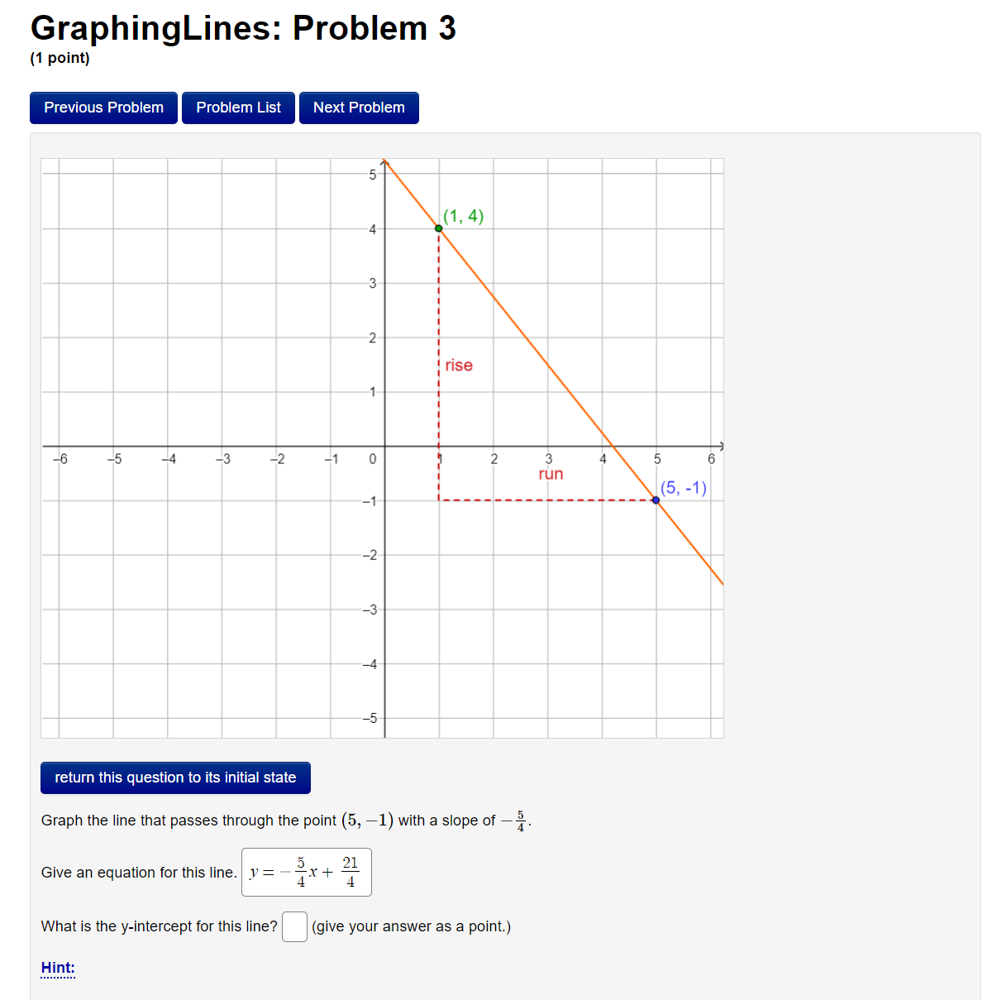 GraphingLines: Problem 3
(1 point)
Previous Problem Problem List Next Problem
5
(1, 4)
4
3
2
rise
1
–6 –5 –4 –3 –2 –1 0 1 2 3 4 5 6
run
(5, -1)
–1
–2
–3
–4
–5
return this question to its initial state
Graph the line that passes through the point (5, −1) with a slope of −5/4.
Give an equation for this line. y = −5/4x + 21/4
What is the y-intercept for this line? (give your answer as a point.)
Hint: